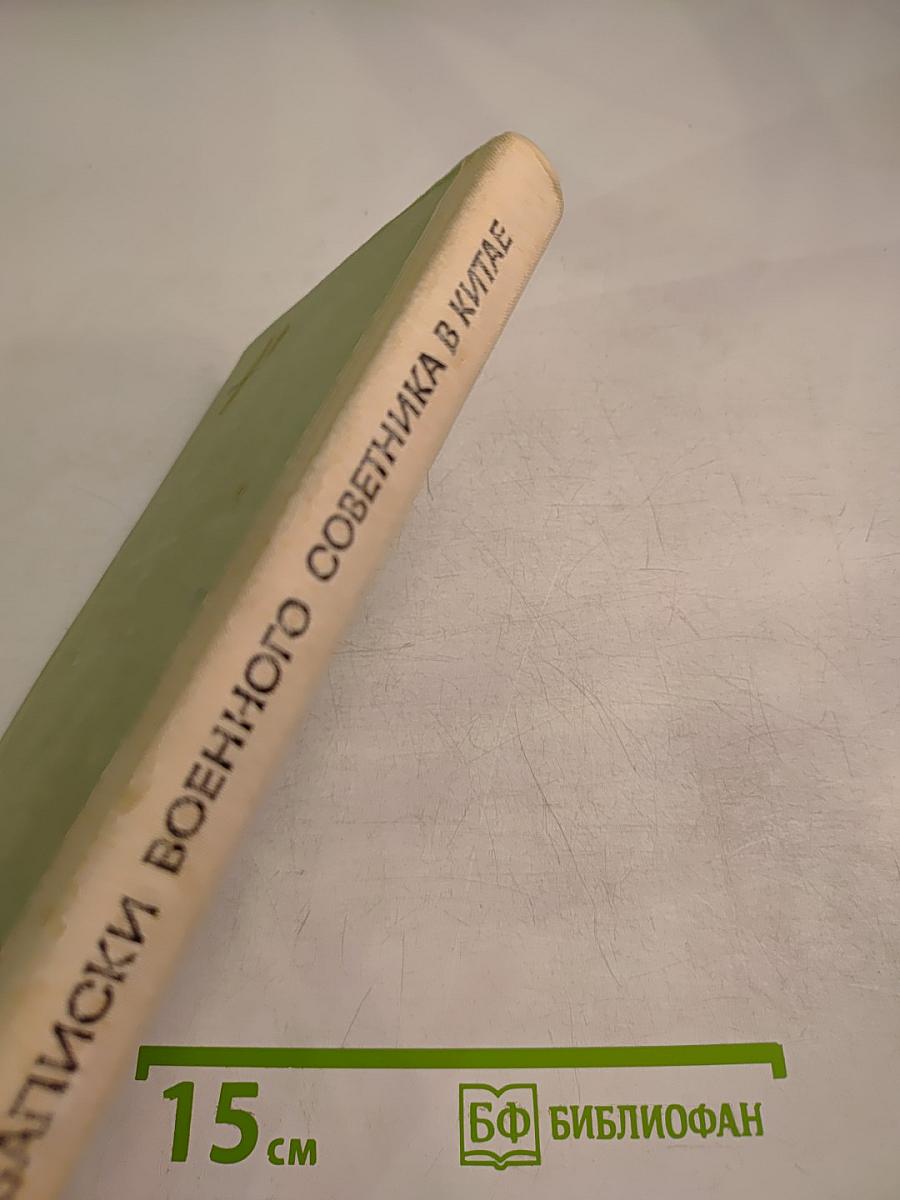 ЗАПИСКИ ВОЕННОГО СОВЕТНИКА В КИТАЕ
15 см
БФ БИБЛИОФАН